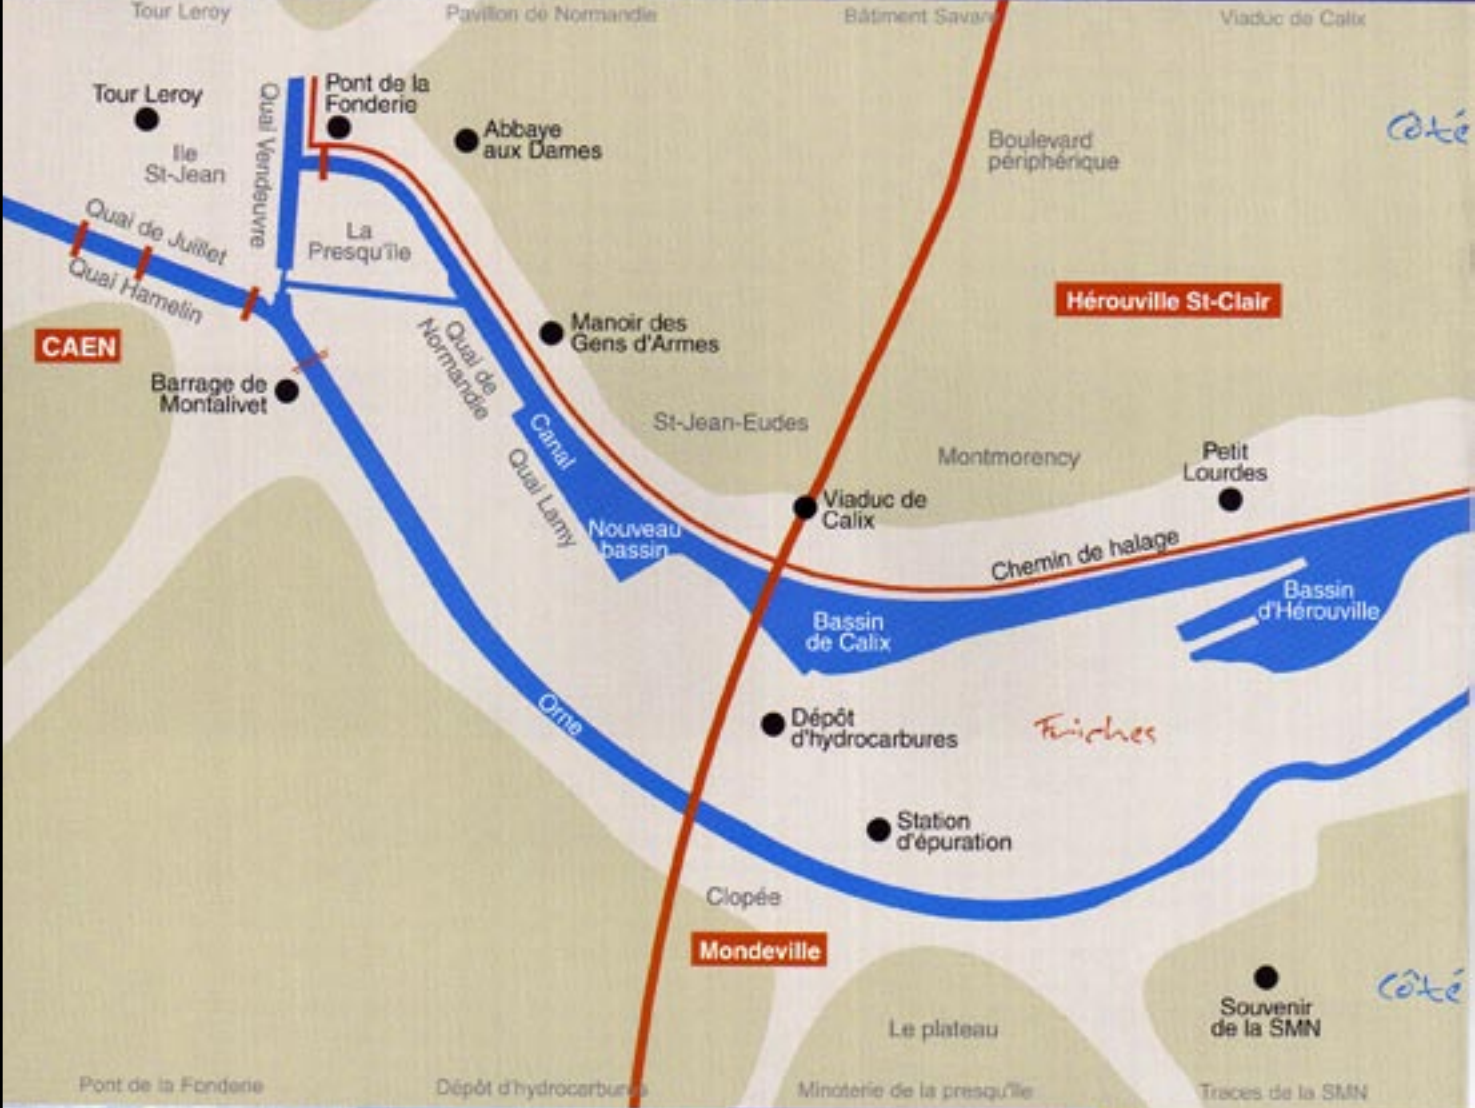 Tour Leroy
Pavillon de Normandie
Bâtiment Savare
Viaduc de Calix
Tour Leroy
Quai Vendeuvre
Pont de la
Fonderie
Abbaye
aux Dames
Boulevard
périphérique
Côté
Ile
St-Jean
Quai de Juillet
Quai Hamelin
La
Presqu'île
Hérouville St-Clair
CAEN
Manoir des
Gens d'Armes
Quai de
Normandie
Barrage de
Montalivet
St-Jean-Eudes
Canal
Quai Lamy
Montmorency
Petit
Lourdes
Viaduc de
Calix
Nouveau
bassin
Chemin de halage
Bassin
d'Hérouville
Bassin
de Calix
Orne
Dépôt
d'hydrocarbures
Friches
Station
d'épuration
Clopée
Mondeville
Côté
Souvenir
de la SMN
Le plateau
Pont de la Fonderie
Dépôt d'hydrocarbures
Minoterie de la presqu'île
Traces de la SMN